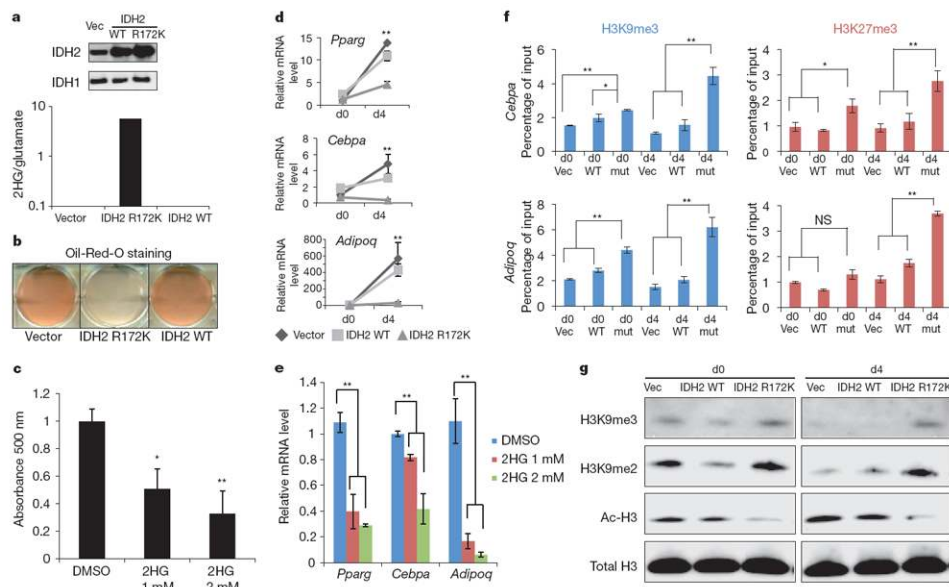 a
Vec
IDH2
WT R172K
IDH2
IDH1
2HG/glutamate
1
0.1
Vector IDH2 R172K IDH2 WT
b
Oil-Red-O staining
Vector IDH2 R172K IDH2 WT
c
Absorbance 500 nm
1.2
1
0.8
0.6
0.4
0.2
0
*
**
DMSO 2HG 2HG
d
Relative mRNA level
Pparg
**
15
10
5
0
d0 d4
Relative mRNA level
Cebpa
**
8
6
4
2
0
d0 d4
Relative mRNA level
Adipoq
**
800
600
400
200
0
d0 d4
Vector IDH2 WT IDH2 R172K
e
Relative mRNA level
1.4
1.2
1
0.8
0.6
0.4
0.2
0
** ** **
DMSO
2HG 1 mM
2HG 2 mM
Pparg Cebpa Adipoq
f
H3K9me3
Cebpa
Percentage of input
6
4
2
0
**
*
**
d0 d0 d0 d4 d4 d4
Vec WT mut Vec WT mut
H3K27me3
Percentage of input
4
3
2
1
0
*
**
d0 d0 d0 d4 d4 d4
Vec WT mut Vec WT mut
Adipoq
Percentage of input
8
6
4
2
0
**
**
d0 d0 d0 d4 d4 d4
Vec WT mut Vec WT mut
Percentage of input
4
3
2
1
0
NS
**
d0 d0 d0 d4 d4 d4
Vec WT mut Vec WT mut
g
d0 d4
Vec IDH2 WT IDH2 R172K Vec IDH2 WT IDH2 R172K
H3K9me3
H3K9me2
Ac-H3
Total H3